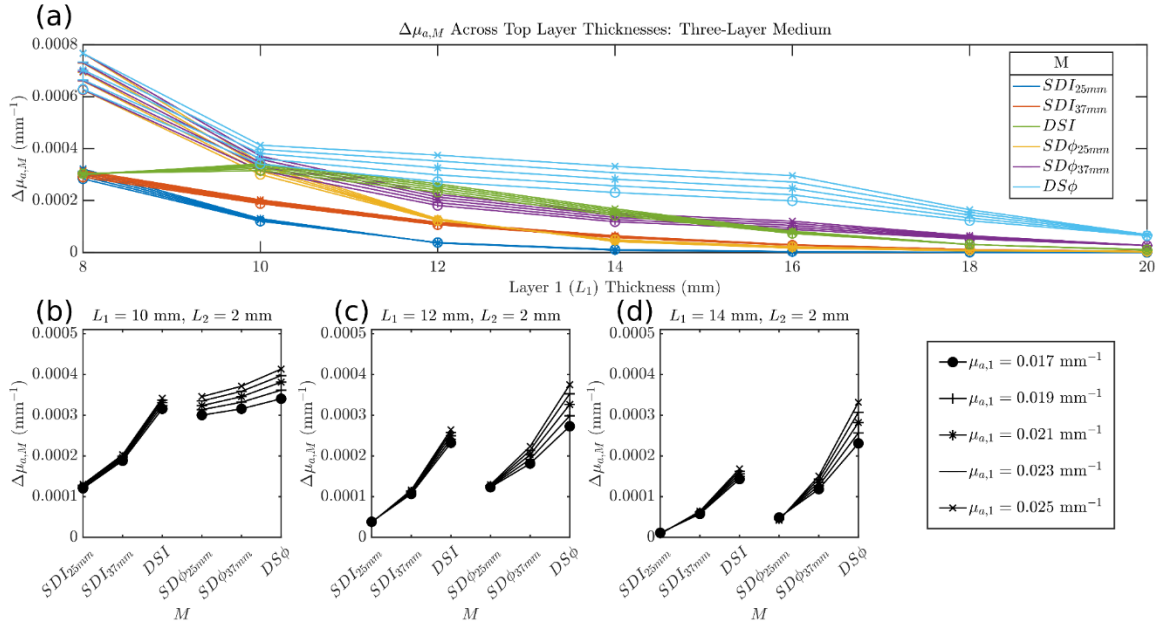 (a)
Δμₐ,M Across Top Layer Thicknesses: Three-Layer Medium
Δμₐ,M (mm⁻¹)
0.0008
0.0006
0.0004
0.0002
0
8
10
12
14
16
18
20
Layer 1 (L₁) Thickness (mm)
M
SDI₂₅ₘₘ
SDI₃₇ₘₘ
DSI
SDϕ₂₅ₘₘ
SDϕ₃₇ₘₘ
DSϕ
(b)
L₁ = 10 mm, L₂ = 2 mm
Δμₐ,M (mm⁻¹)
0.0005
0.0004
0.0003
0.0002
0.0001
0
SDI₂₅ₘₘ
SDI₃₇ₘₘ
DSI
SDϕ₂₅ₘₘ
SDϕ₃₇ₘₘ
DSϕ
M
(c)
L₁ = 12 mm, L₂ = 2 mm
Δμₐ,M (mm⁻¹)
0.0005
0.0004
0.0003
0.0002
0.0001
0
SDI₂₅ₘₘ
SDI₃₇ₘₘ
DSI
SDϕ₂₅ₘₘ
SDϕ₃₇ₘₘ
DSϕ
M
(d)
L₁ = 14 mm, L₂ = 2 mm
Δμₐ,M (mm⁻¹)
0.0005
0.0004
0.0003
0.0002
0.0001
0
SDI₂₅ₘₘ
SDI₃₇ₘₘ
DSI
SDϕ₂₅ₘₘ
SDϕ₃₇ₘₘ
DSϕ
M
μₐ,₁ = 0.017 mm⁻¹
μₐ,₁ = 0.019 mm⁻¹
μₐ,₁ = 0.021 mm⁻¹
μₐ,₁ = 0.023 mm⁻¹
μₐ,₁ = 0.025 mm⁻¹